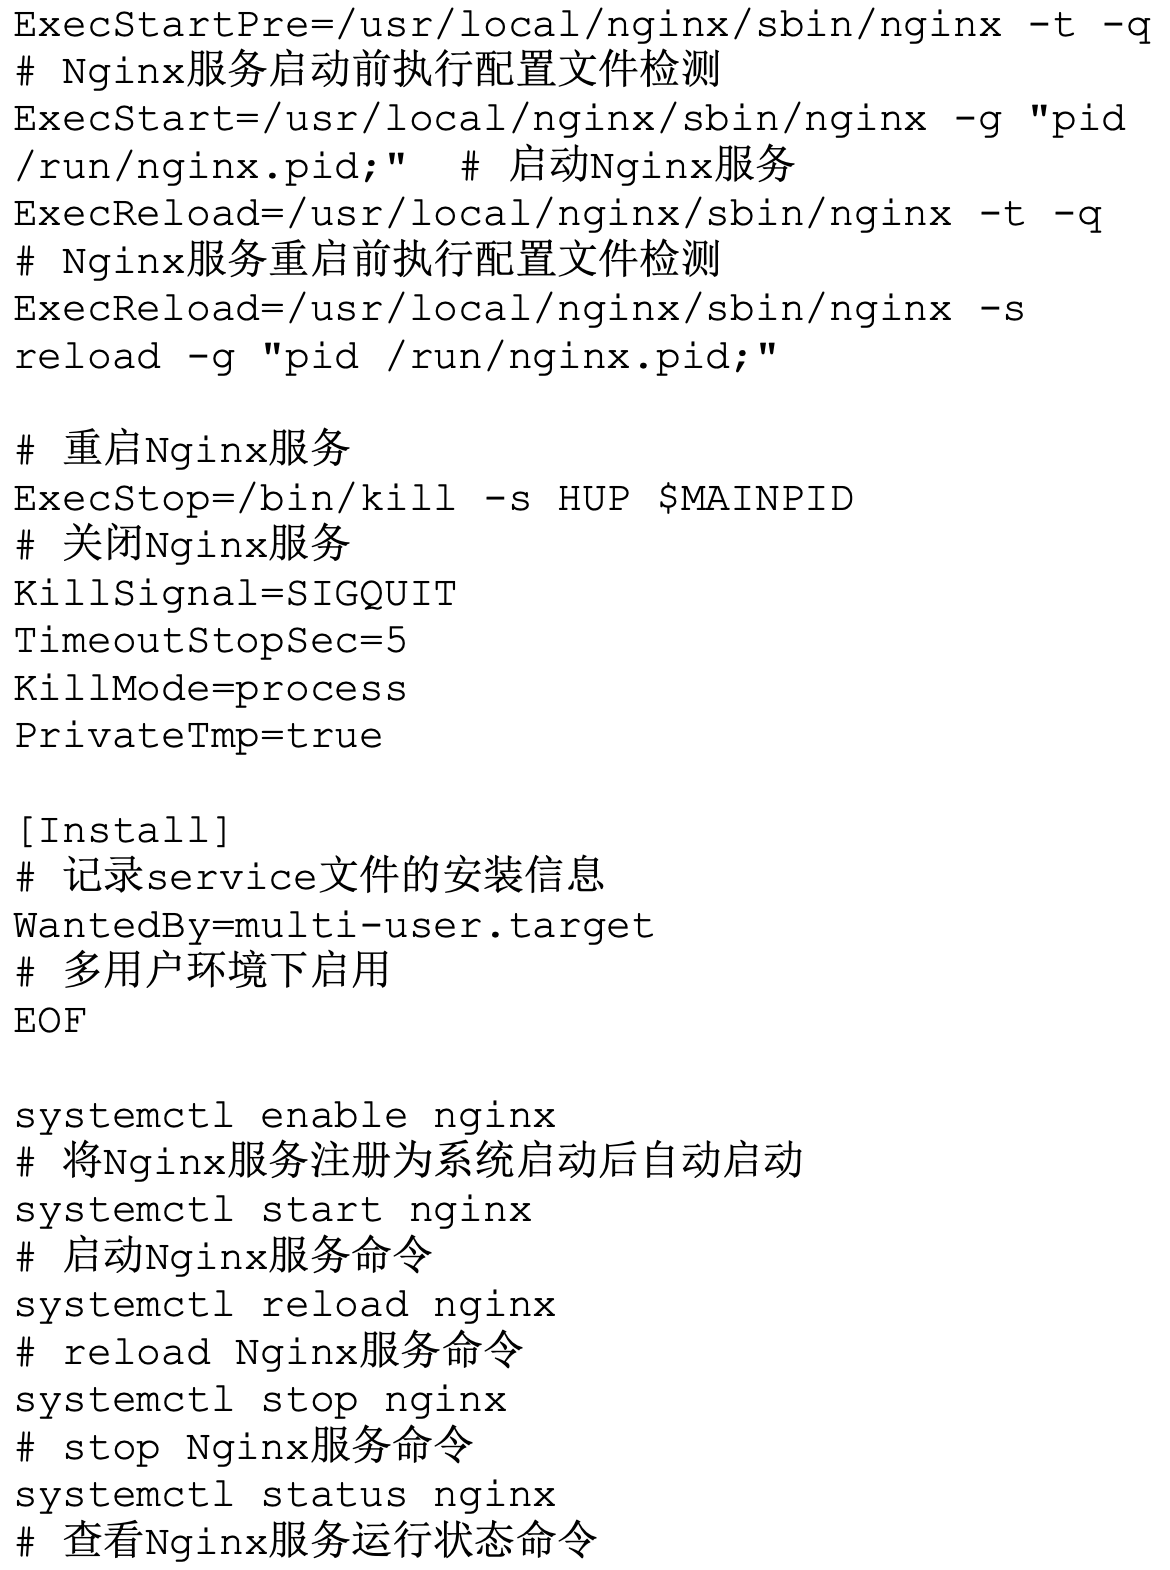 ExecStartPre=/usr/local/nginx/sbin/nginx -t -q
# Nginx服务启动前执行配置文件检测
ExecStart=/usr/local/nginx/sbin/nginx -g "pid
/run/nginx.pid;"  # 启动Nginx服务
ExecReload=/usr/local/nginx/sbin/nginx -t -q
# Nginx服务重启前执行配置文件检测
ExecReload=/usr/local/nginx/sbin/nginx -s
reload -g "pid /run/nginx.pid;"
# 重启Nginx服务
ExecStop=/bin/kill -s HUP $MAINPID
# 关闭Nginx服务
KillSignal=SIGQUIT
TimeoutStopSec=5
KillMode=process
PrivateTmp=true
[Install]
# 记录service文件的安装信息
WantedBy=multi-user.target
# 多用户环境下启用
EOF
systemctl enable nginx
# 将Nginx服务注册为系统启动后自动启动
systemctl start nginx
# 启动Nginx服务命令
systemctl reload nginx
# reload Nginx服务命令
systemctl stop nginx
# stop Nginx服务命令
systemctl status nginx
# 查看Nginx服务运行状态命令